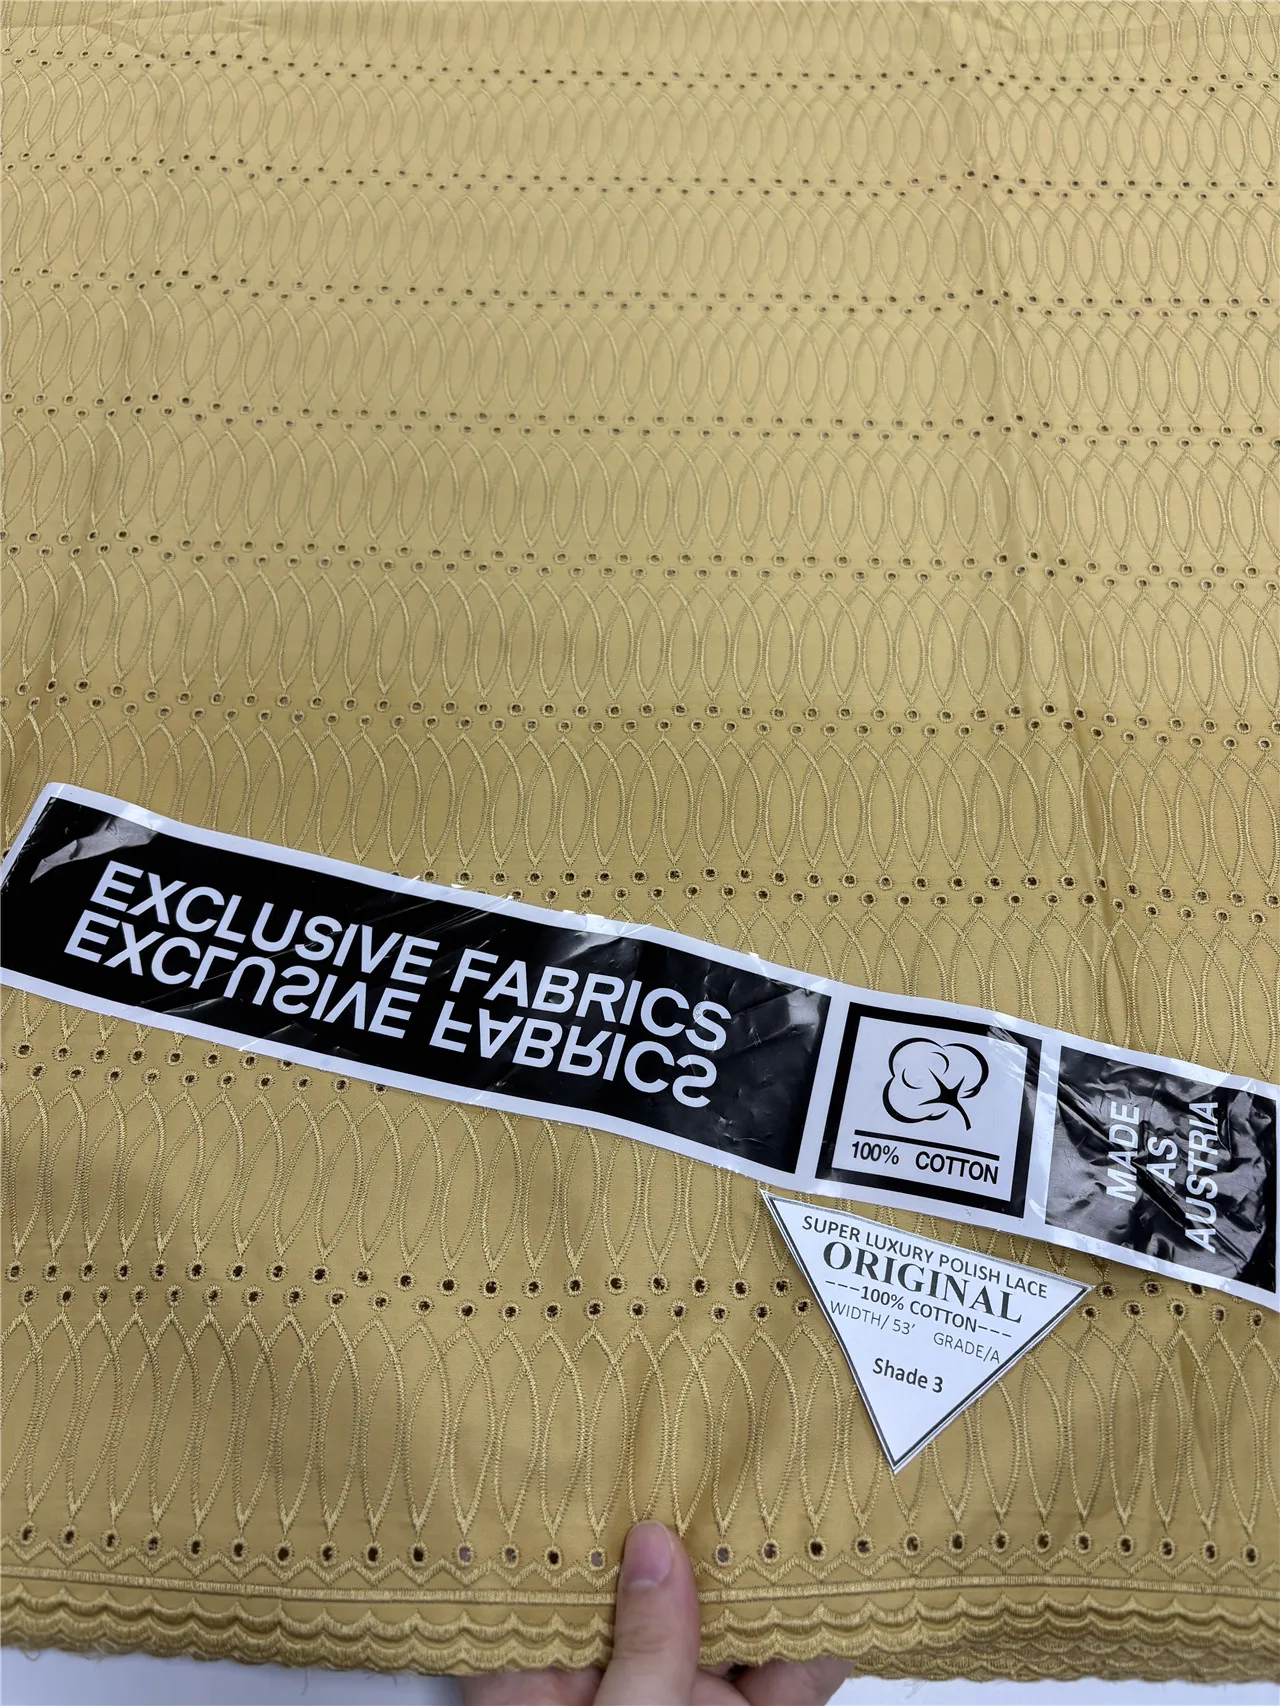 EXCLUSIVE FABRICS
EXCLUSIVE FABRICS
100% COTTON
MADE
AS
AUSTRIA
SUPER LUXURY POLISH LACE
ORIGINAL
---100% COTTON---
WIDTH/ 53' GRADE/A
Shade 3